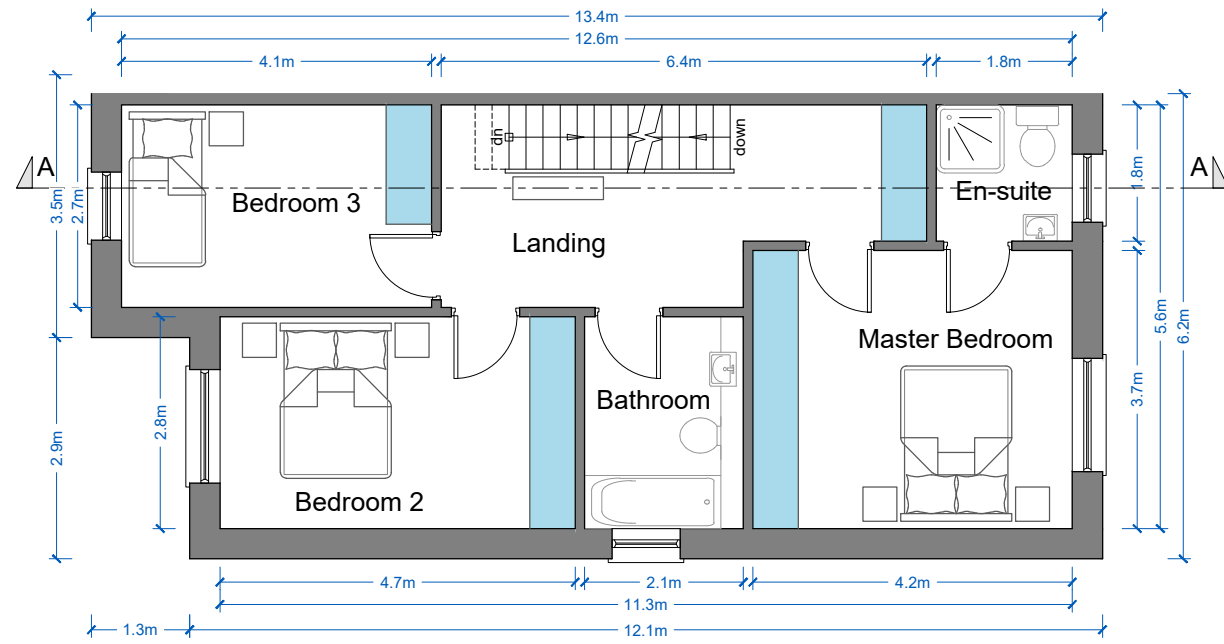 13.4m
12.6m
4.1m
6.4m
1.8m
A
A
dn
down
Bedroom 3
En-suite
Landing
3.5m
2.7m
1.8m
5.6m
6.2m
Master Bedroom
Bathroom
3.7m
2.8m
2.9m
Bedroom 2
4.7m
2.1m
4.2m
11.3m
1.3m
12.1m